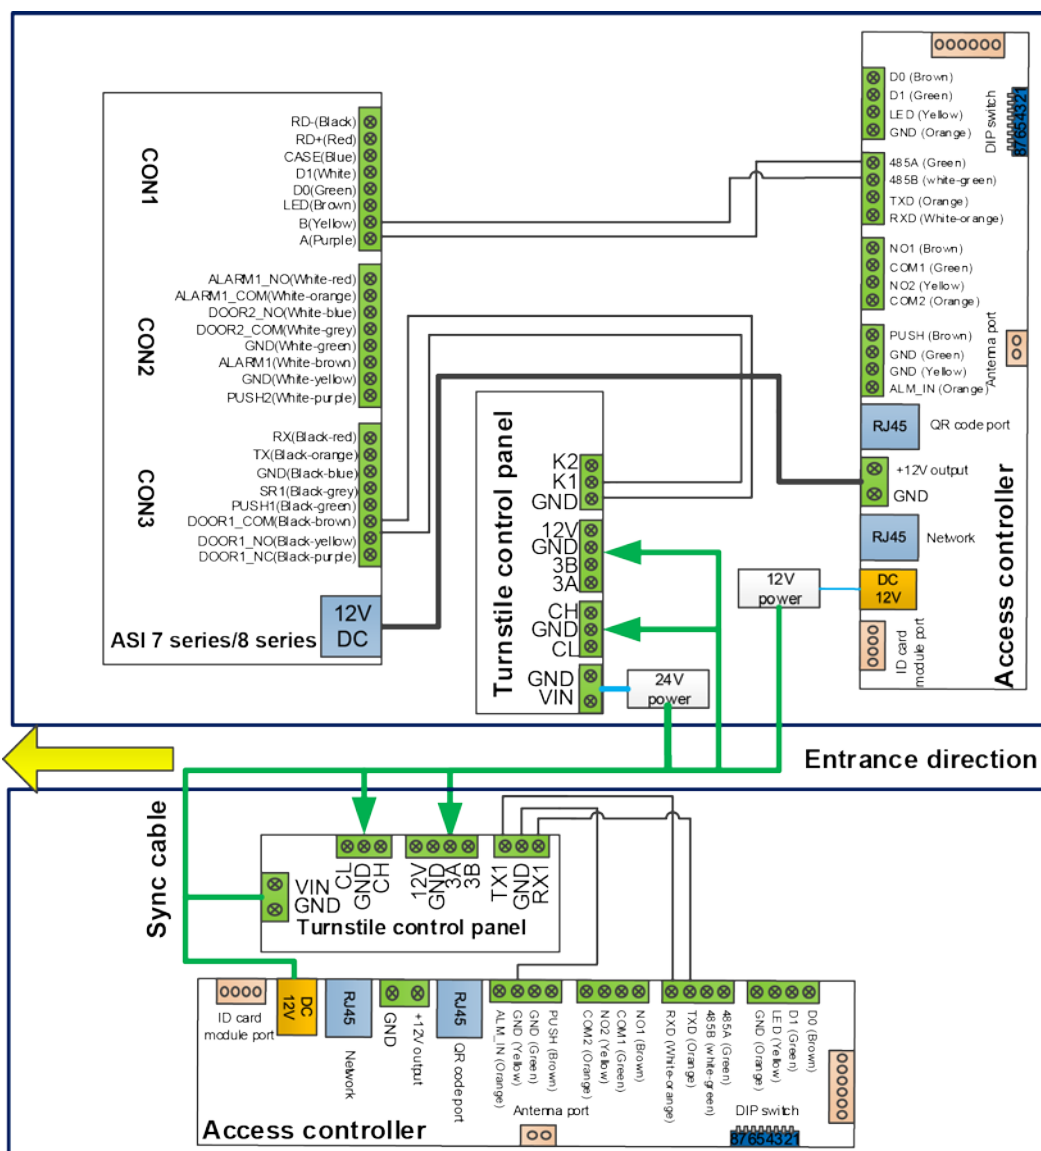 CON1
RD-(Black)
RD+(Red)
CASE(Blue)
D1(White)
D0(Green)
LED(Brown)
B(Yellow)
A(Purple)
CON2
ALARM1_NO(White-red)
ALARM1_COM(White-orange)
DOOR2_NO(White-blue)
DOOR2_COM(White-grey)
GND(White-green)
ALARM1(White-brown)
GND(White-yellow)
PUSH2(White-purple)
CON3
RX(Black-red)
TX(Black-orange)
GND(Black-blue)
SR1(Black-grey)
PUSH1(Black-green)
DOOR1_COM(Black-brown)
DOOR1_NO(Black-yellow)
DOOR1_NC(Black-purple)
12V
DC
ASI 7 series/8 series
Turnstile control panel
K2
K1
GND
12V
GND
3B
3A
CH
GND
CL
GND
VIN
24V
power
12V
power
D0 (Brown)
D1 (Green)
LED (Yellow)
GND (Orange)
DIP switch
87654321
485A (Green)
485B (white-green)
TXD (Orange)
RXD (White-orange)
NO1 (Brown)
COM1 (Green)
NO2 (Yellow)
COM2 (Orange)
PUSH (Brown)
GND (Green)
GND (Yellow)
ALM_IN (Orange)
Antenna port
RJ45
QR code port
+12V output
GND
RJ45
Network
DC
12V
ID card
module port
Access controller
Entrance direction
Sync cable
CL
GND
CH
12V
GND
3A
3B
TX1
GND
RX1
VIN
GND
Turnstile control panel
ID card
module port
DC
12V
RJ45
Network
GND
+12V output
RJ45
QR code port
ALM_IN (Orange)
GND (Yellow)
GND (Green)
PUSH (Brown)
COM2 (Orange)
NO2 (Yellow)
COM1 (Green)
NO1 (Brown)
RXD (White-orange)
TXD (Orange)
485B (white-green)
485A (Green)
GND (Orange)
LED (Yellow)
D1 (Green)
D0 (Brown)
Antenna port
DIP switch
87654321
Access controller